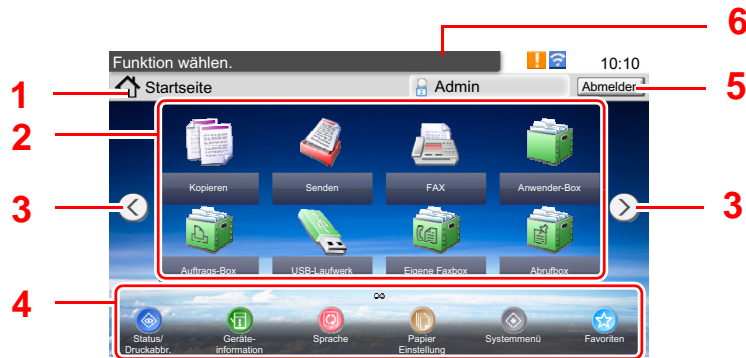 6
Funktion wählen.
10:10
1
Startseite
Admin
Abmelden
5
2
Kopieren
Senden
FAX
Anwender-Box
3
3
Auftrags-Box
USB-Laufwerk
Eigene Faxbox
Abrufbox
4
Status/
Druckabbr.
Geräte-
information
Sprache
Papier
Einstellung
Systemmenü
Favoriten